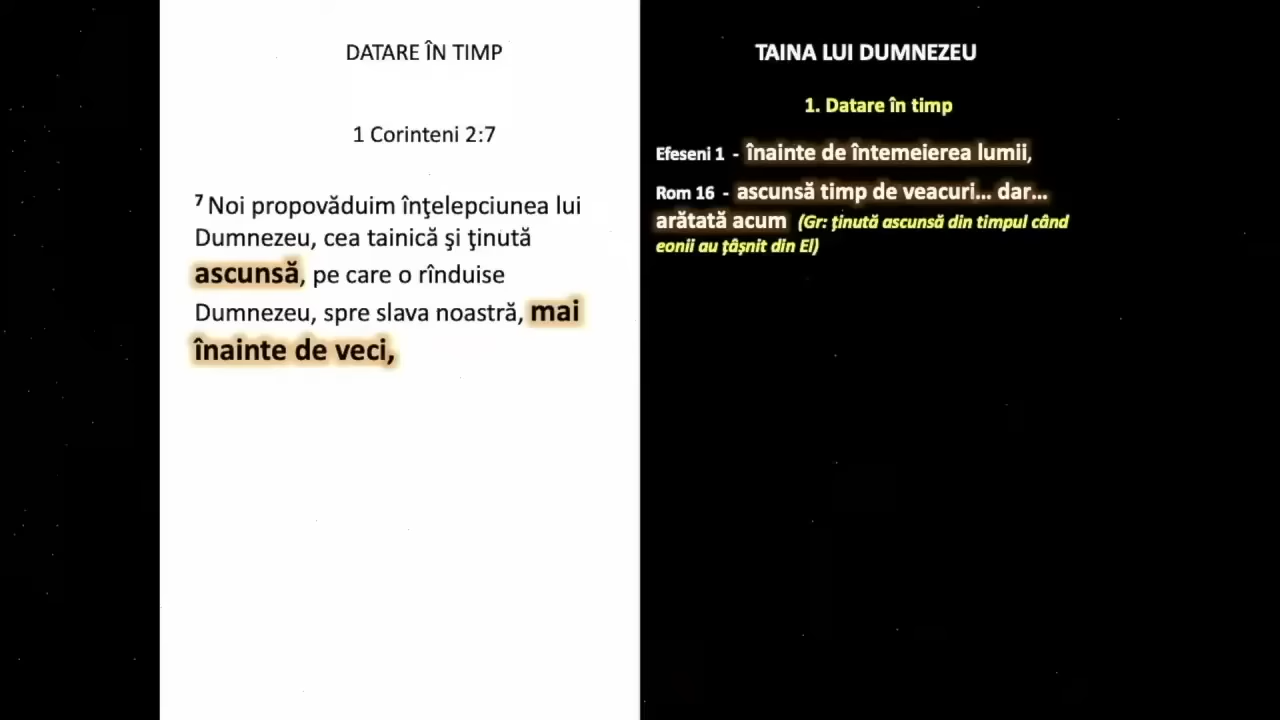 DATARE ÎN TIMP
1 Corinteni 2:7
7 Noi propovăduim înţelepciunea lui
Dumnezeu, cea tainică şi ţinută
ascunsă, pe care o rînduise
Dumnezeu, spre slava noastră, mai
înainte de veci,
TAINA LUI DUMNEZEU
1. Datare în timp
Efeseni 1 - înainte de întemeierea lumii,
Rom 16 - ascunsă timp de veacuri... dar...
arătată acum (Gr: ţinută ascunsă din timpul când
eonii au țâșnit din El)